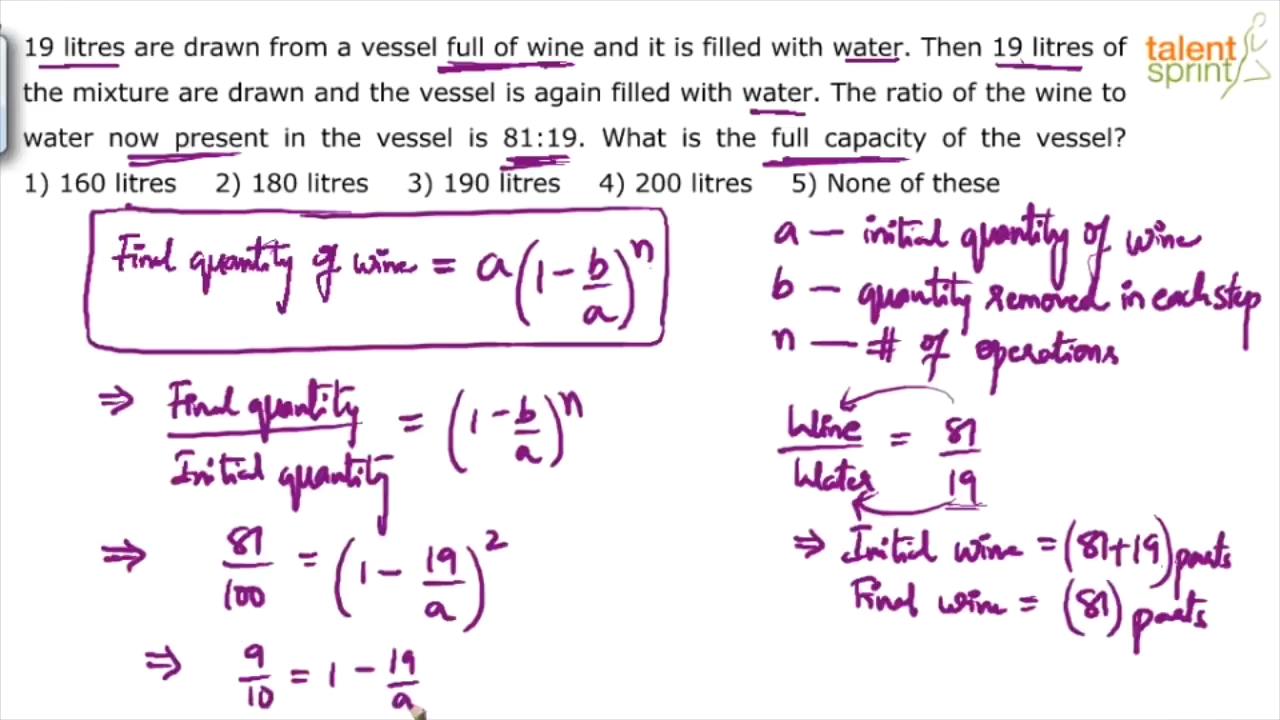 19 litres are drawn from a vessel full of wine and it is filled with water. Then 19 litres of
the mixture are drawn and the vessel is again filled with water. The ratio of the wine to
water now present in the vessel is 81:19. What is the full capacity of the vessel?
1) 160 litres 2) 180 litres 3) 190 litres 4) 200 litres 5) None of these
talent
sprint
Final quantity of wine = a(1 - b/a)^n
a — initial quantity of wine
b — quantity removed in each step
n — # of operations
⇒ Final quantity / Initial quantity = (1 - b/a)^n
Wine / Water = 81 / 19
⇒ 81/100 = (1 - 19/a)^2
⇒ Initial wine = (81+19) parts
Final wine = (81) parts
⇒ 9/10 = 1 - 19/a